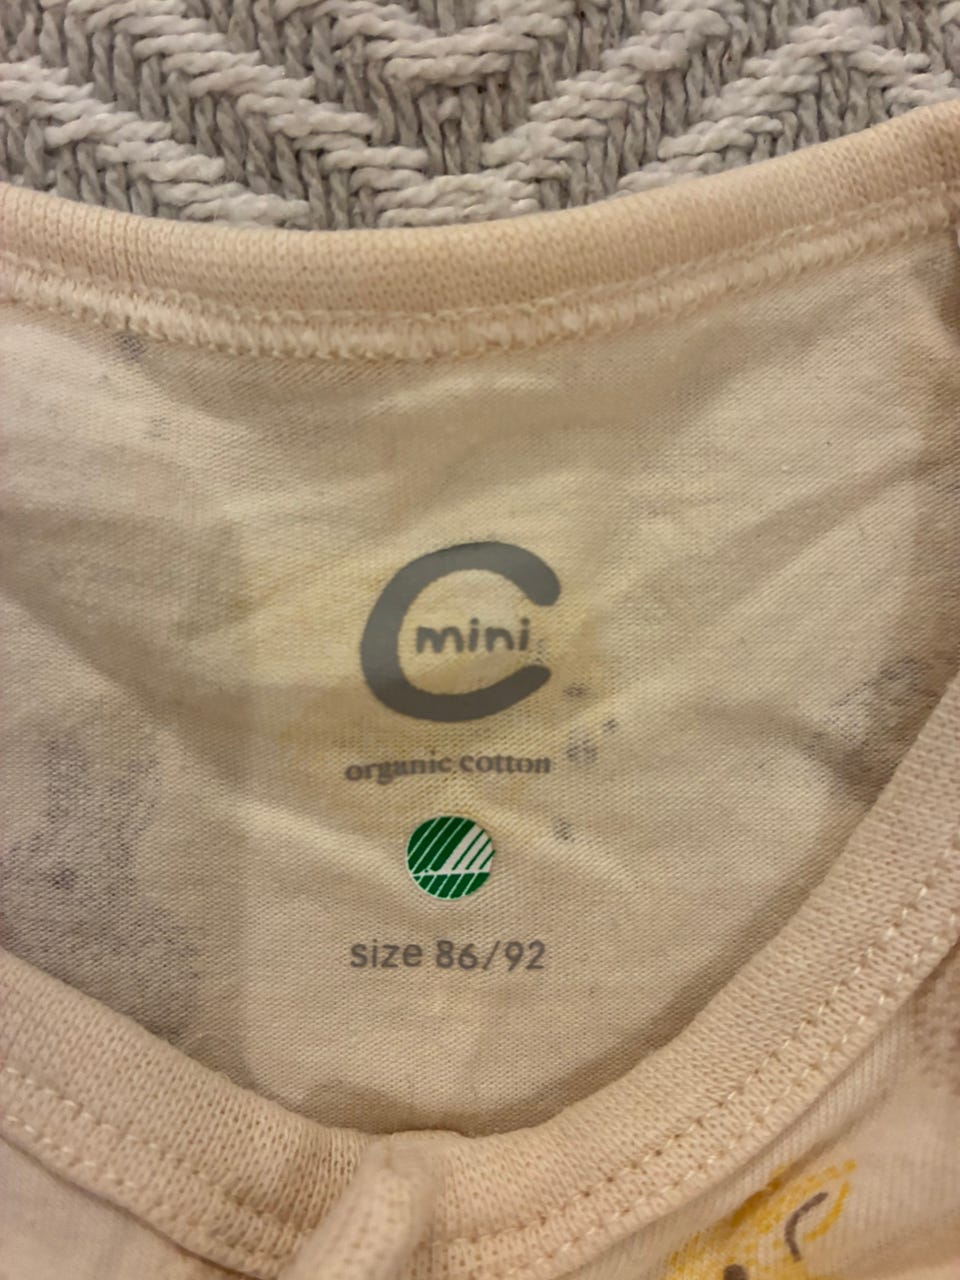 C
mini
organic cotton
size 86/92